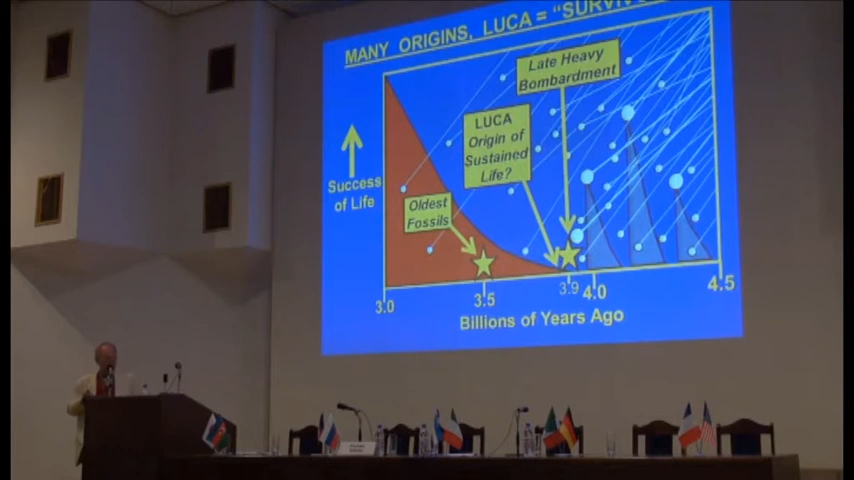 MANY ORIGINS, LUCA = "SURVIV
Late Heavy
Bombardment
LUCA
Origin of
Sustained
Life?
Success
of Life
Oldest
Fossils
3.0
3.5
3.9
4.0
4.5
Billions of Years Ago